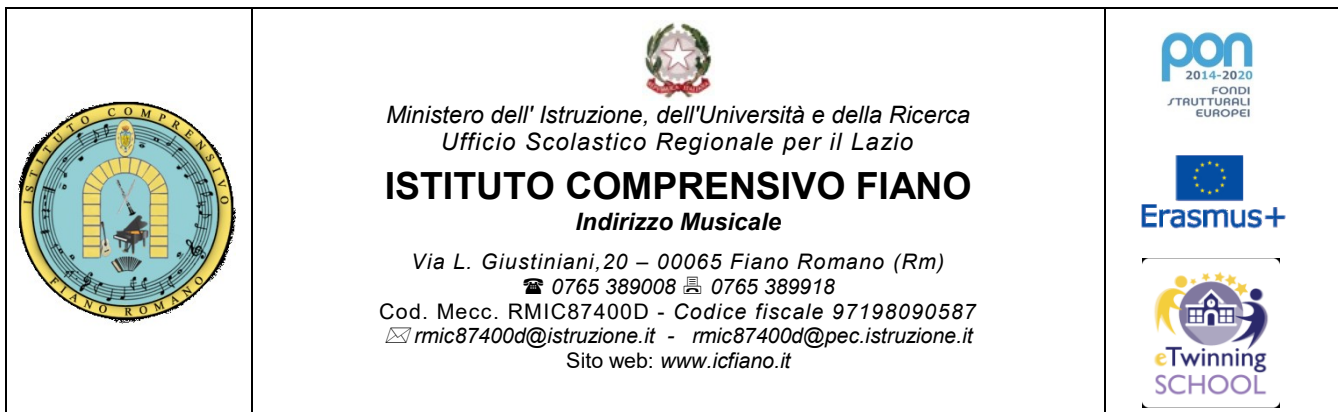 ISTITUTO COMPRENSIVO
FIANO ROMANO
Ministero dell' Istruzione, dell'Università e della Ricerca
Ufficio Scolastico Regionale per il Lazio
ISTITUTO COMPRENSIVO FIANO
Indirizzo Musicale
Via L. Giustiniani,20 – 00065 Fiano Romano (Rm)
☎ 0765 389008 0765 389918
Cod. Mecc. RMIC87400D - Codice fiscale 97198090587
✉ rmic87400d@istruzione.it - rmic87400d@pec.istruzione.it
Sito web: www.icfiano.it
pon
2014-2020
FONDI
STRUTTURALI
EUROPEI
Erasmus+
eTwinning
SCHOOL